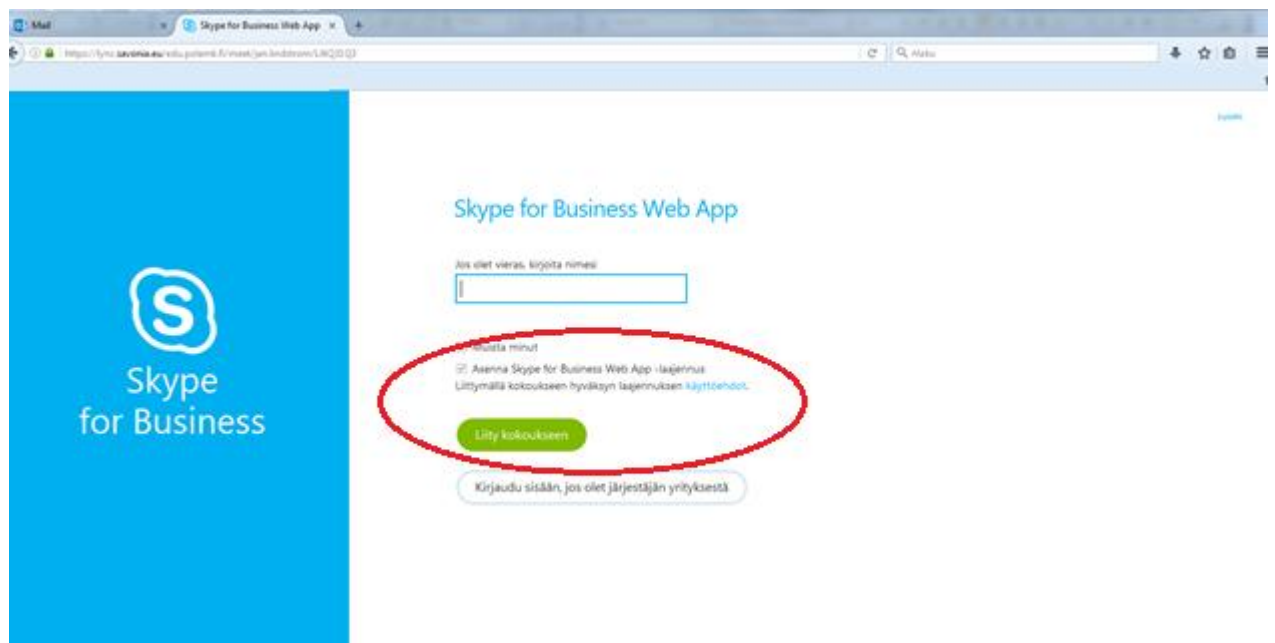 Mail
Skype for Business Web App
Skype for Business Web App
Jos olet vieras, kirjoita nimesi
Muista minut
Asenna Skype for Business Web App -laajennus
Liittymällä kokoukseen hyväksyn laajennuksen käyttöehdot.
Liity kokoukseen
Kirjaudu sisään, jos olet järjestäjän yrityksestä
S
Skype
for Business